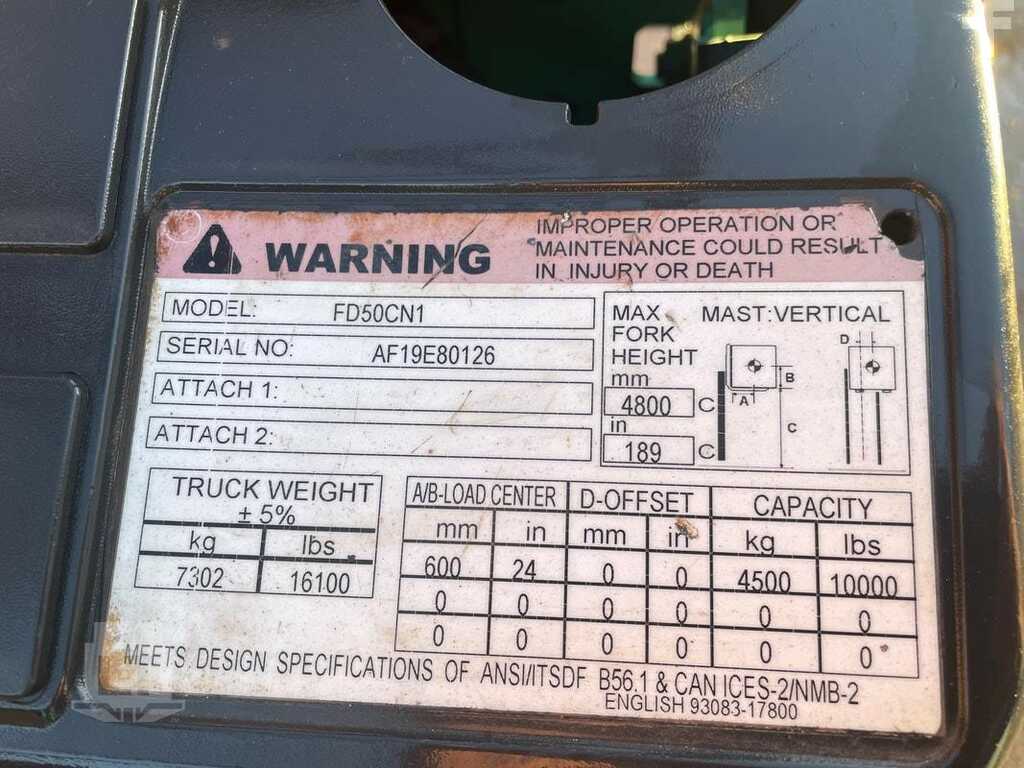 WARNING
IMPROPER OPERATION OR
MAINTENANCE COULD RESULT
IN INJURY OR DEATH
MODEL: FD50CN1
SERIAL NO: AF19E80126
ATTACH 1:
ATTACH 2:
MAX FORK HEIGHT
MAST:VERTICAL
mm
4800 C
in
189 C
A
B
C
D
TRUCK WEIGHT
± 5%
kg lbs
7302 16100
A/B-LOAD CENTER D-OFFSET CAPACITY
mm in mm in kg lbs
600 24 0 0 4500 10000
0 0 0 0 0 0
0 0 0 0 0 0
MEETS DESIGN SPECIFICATIONS OF ANSI/ITSDF B56.1 & CAN ICES-2/NMB-2
ENGLISH 93083-17800